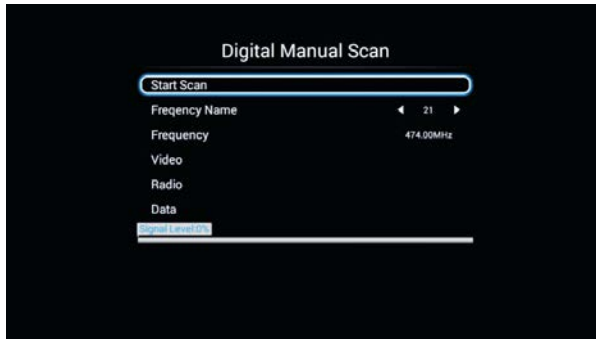 Digital Manual Scan
Start Scan
Freqency Name 21
Frequency 474.00MHz
Video
Radio
Data
Signal Level:0%